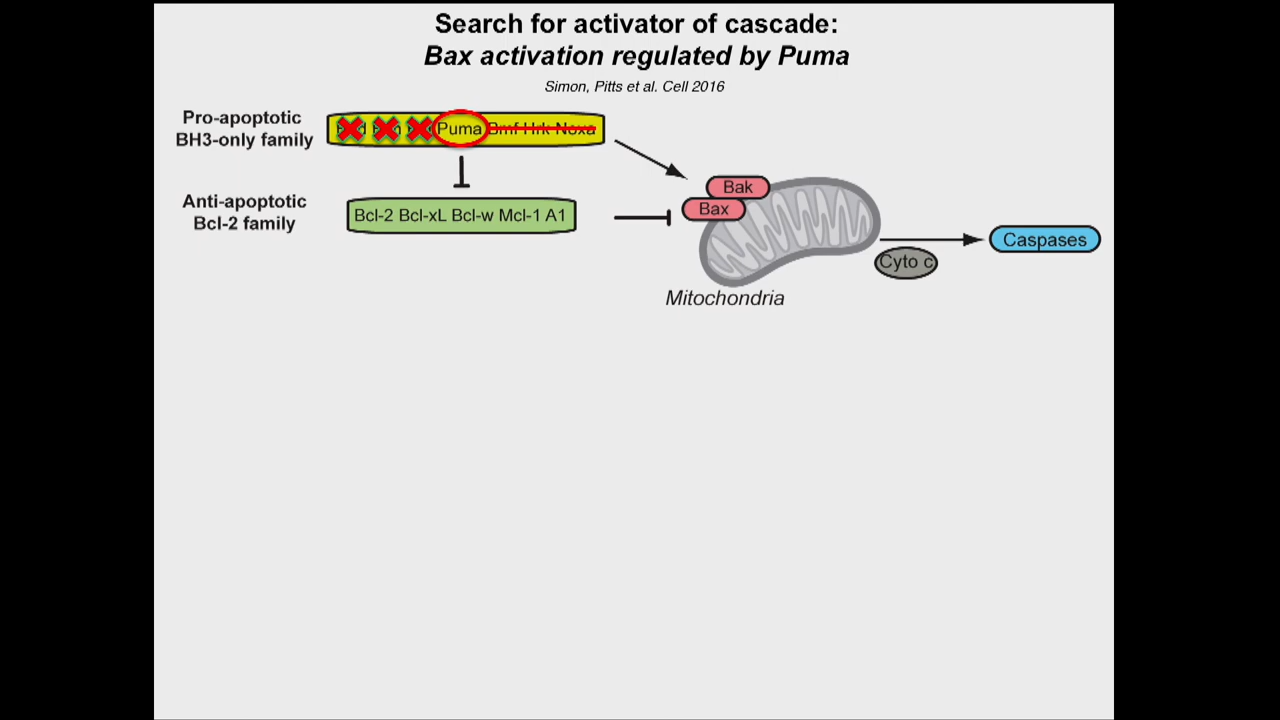 Search for activator of cascade:
Bax activation regulated by Puma
Simon, Pitts et al. Cell 2016
Pro-apoptotic
BH3-only family
Puma Bmf Hrk Noxa
Anti-apoptotic
Bcl-2 family
Bcl-2 Bcl-xL Bcl-w Mcl-1 A1
Bak
Bax
Mitochondria
Cyto c
Caspases